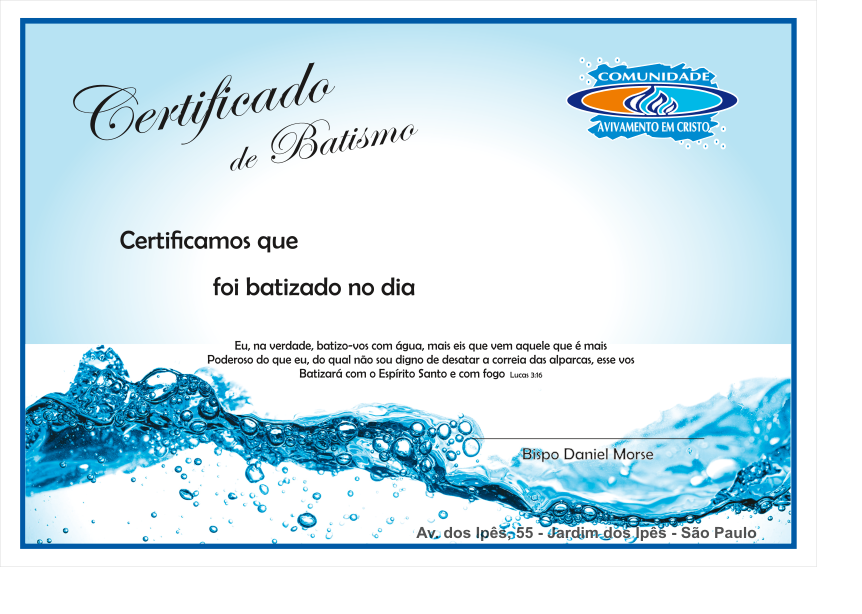 Certificado
de Batismo
COMUNIDADE
AVIVAMENTO EM CRISTO
Certificamos que
foi batizado no dia
Eu, na verdade, batizo-vos com água, mais eis que vem aquele que é mais
Poderoso do que eu, do qual não sou digno de desatar a correia das alparcas, esse vos
Batizará com o Espírito Santo e com fogo Lucas 3:16
Bispo Daniel Morse
Av. dos Ipês, 55 - Jardim dos Ipês - São Paulo